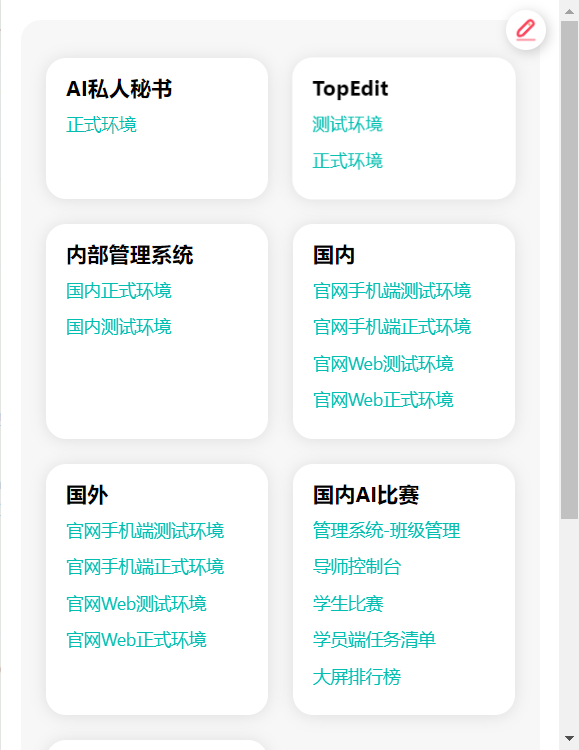 AI私人秘书
正式环境
TopEdit
测试环境
正式环境
内部管理系统
国内正式环境
国内测试环境
国内
官网手机端测试环境
官网手机端正式环境
官网Web测试环境
官网Web正式环境
国外
官网手机端测试环境
官网手机端正式环境
官网Web测试环境
官网Web正式环境
国内AI比赛
管理系统-班级管理
导师控制台
学生比赛
学员端任务清单
大屏排行榜